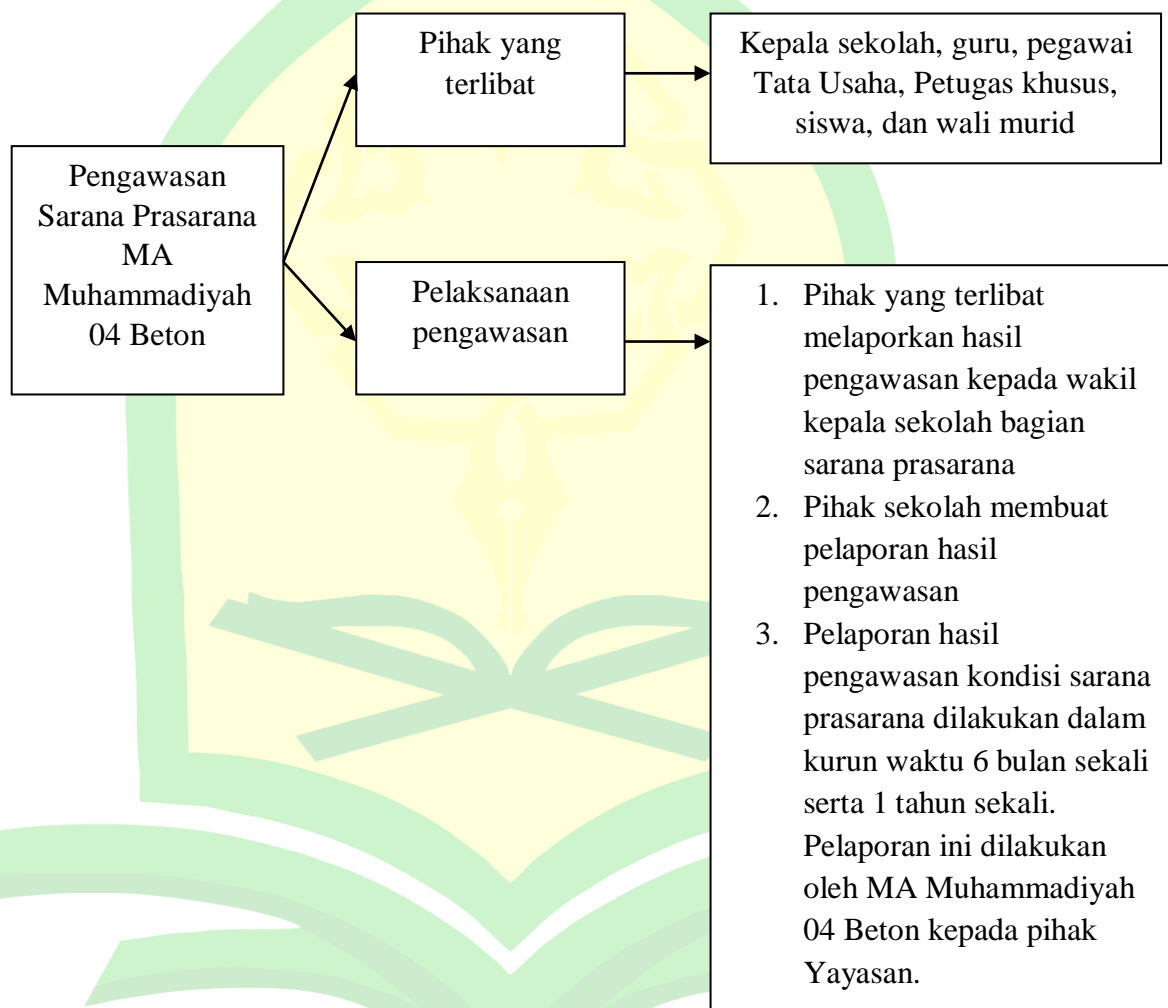 Pengawasan
Sarana Prasarana
MA
Muhammadiyah
04 Beton
Pihak yang
terlibat
Kepala sekolah, guru, pegawai
Tata Usaha, Petugas khusus,
siswa, dan wali murid
Pelaksanaan
pengawasan
1. Pihak yang terlibat
melaporkan hasil
pengawasan kepada wakil
kepala sekolah bagian
sarana prasarana
2. Pihak sekolah membuat
pelaporan hasil
pengawasan
3. Pelaporan hasil
pengawasan kondisi sarana
prasarana dilakukan dalam
kurun waktu 6 bulan sekali
serta 1 tahun sekali.
Pelaporan ini dilakukan
oleh MA Muhammadiyah
04 Beton kepada pihak
Yayasan.